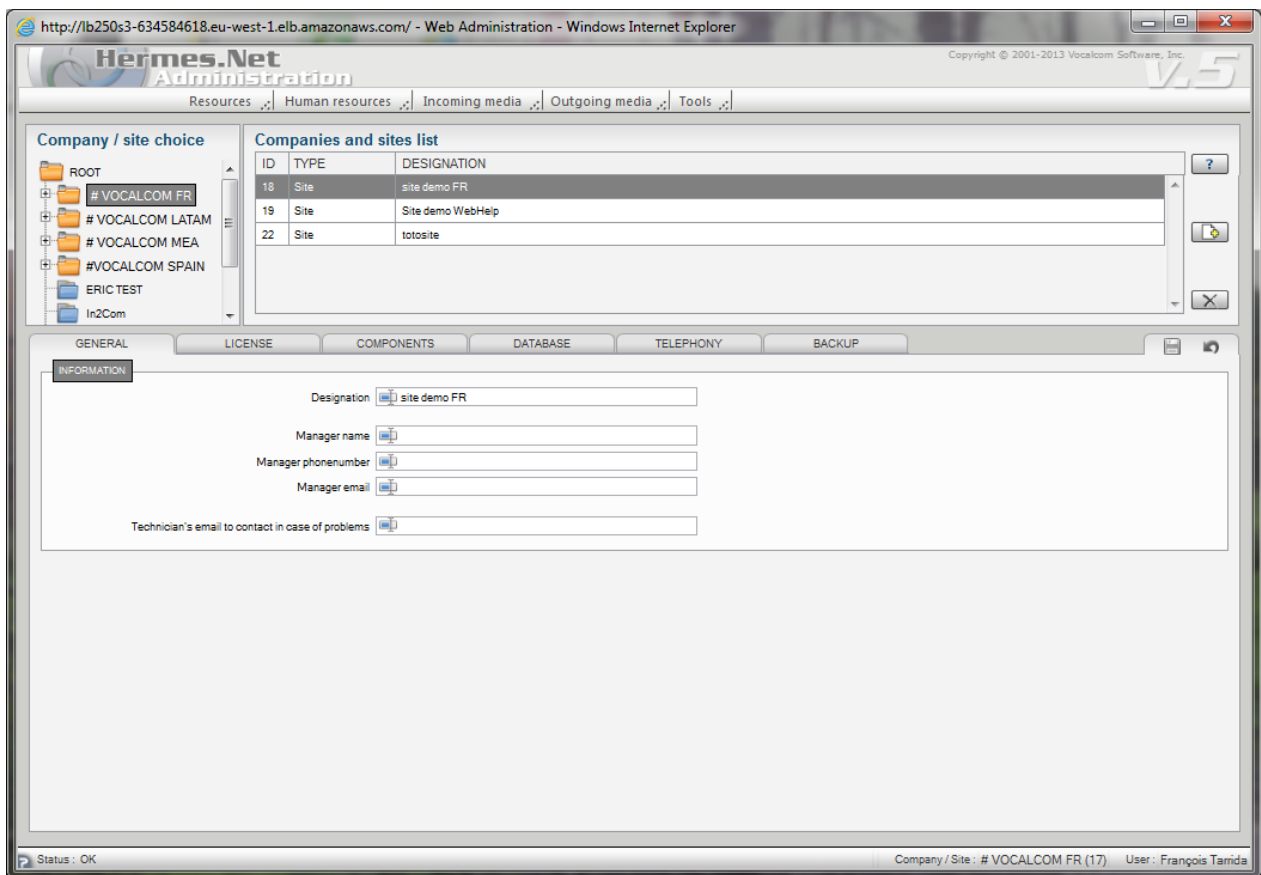 http://lb250s3-634584618.eu-west-1.elb.amazonaws.com/ - Web Administration - Windows Internet Explorer
Hermes.Net
Administration
Copyright © 2001-2013 Vocalcom Software, Inc.
V.5
Resources Human resources Incoming media Outgoing media Tools
Company / site choice
ROOT
# VOCALCOM FR
# VOCALCOM LATAM
# VOCALCOM MEA
#VOCALCOM SPAIN
ERIC TEST
In2Com
Companies and sites list
ID TYPE DESIGNATION
18 Site site demo FR
19 Site Site demo WebHelp
22 Site totosite
?
GENERAL LICENSE COMPONENTS DATABASE TELEPHONY BACKUP
INFORMATION
Designation site demo FR
Manager name
Manager phonenumber
Manager email
Technician's email to contact in case of problems
Status : OK
Company / Site : # VOCALCOM FR (17) User : François Tarrida